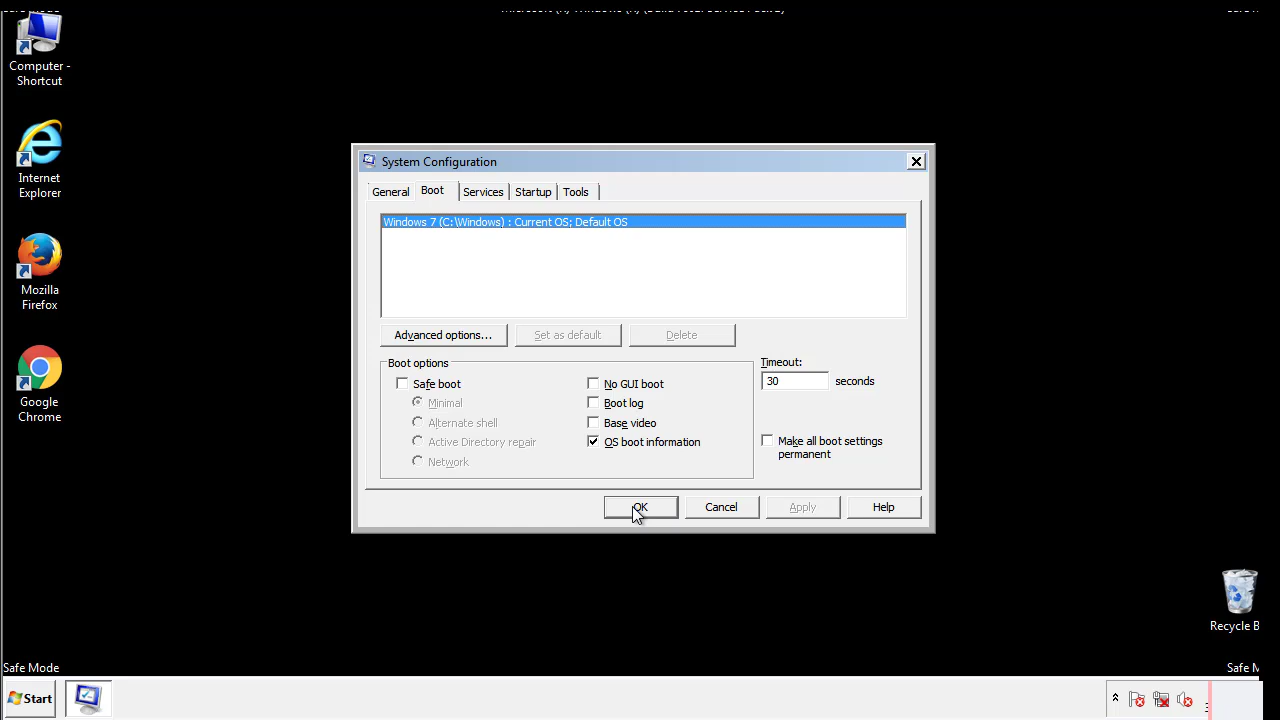 Computer -
Shortcut
Internet
Explorer
Mozilla
Firefox
Google
Chrome
System Configuration
General Boot Services Startup Tools
Windows 7 (C:\Windows) : Current OS; Default OS
Advanced options... Set as default Delete
Boot options
Timeout:
Safe boot No GUI boot
30 seconds
Minimal Boot log
Alternate shell Base video
Active Directory repair OS boot information
Make all boot settings
permanent
Network
OK Cancel Apply Help
Recycle B
Safe Mode Safe M
Start